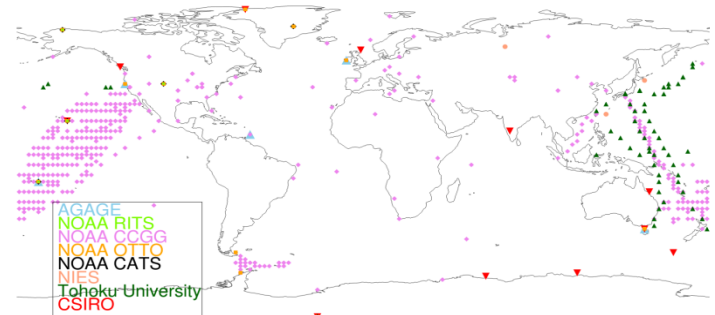 AGAGE
NOAA RITS
NOAA CCGG
NOAA OTTO
NOAA CATS
NIES
Tohoku University
CSIRO